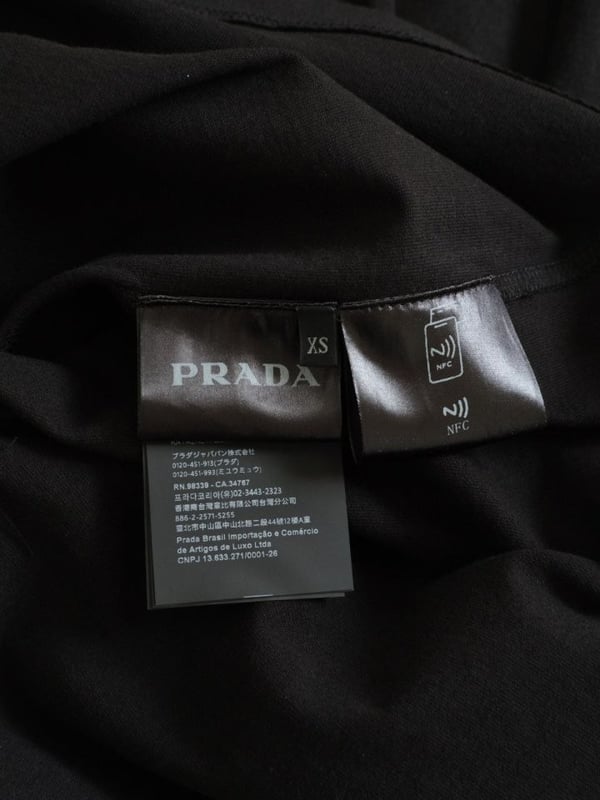 XS
PRADA
NFC
NFC
プラダジャパン株式会社
0120-451-913(プラダ)
0120-451-993(ミュウミュウ)
RN.98339 - CA.34767
프라다코리아(유)02-3443-2323
香港商台灣壹比有限公司台灣分公司
886-2-2571-5255
臺北市中山區中山北路二段44號12樓A室
Prada Brasil Importação e Comércio
de Artigos de Luxo Ltda
CNPJ 13.633.271/0001-26